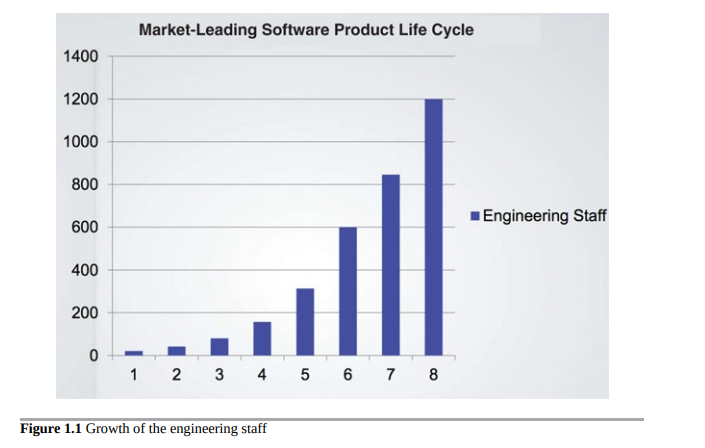 Market-Leading Software Product Life Cycle
1400
1200
1000
800
600
400
200
0
1 2 3 4 5 6 7 8
Engineering Staff
Figure 1.1 Growth of the engineering staff